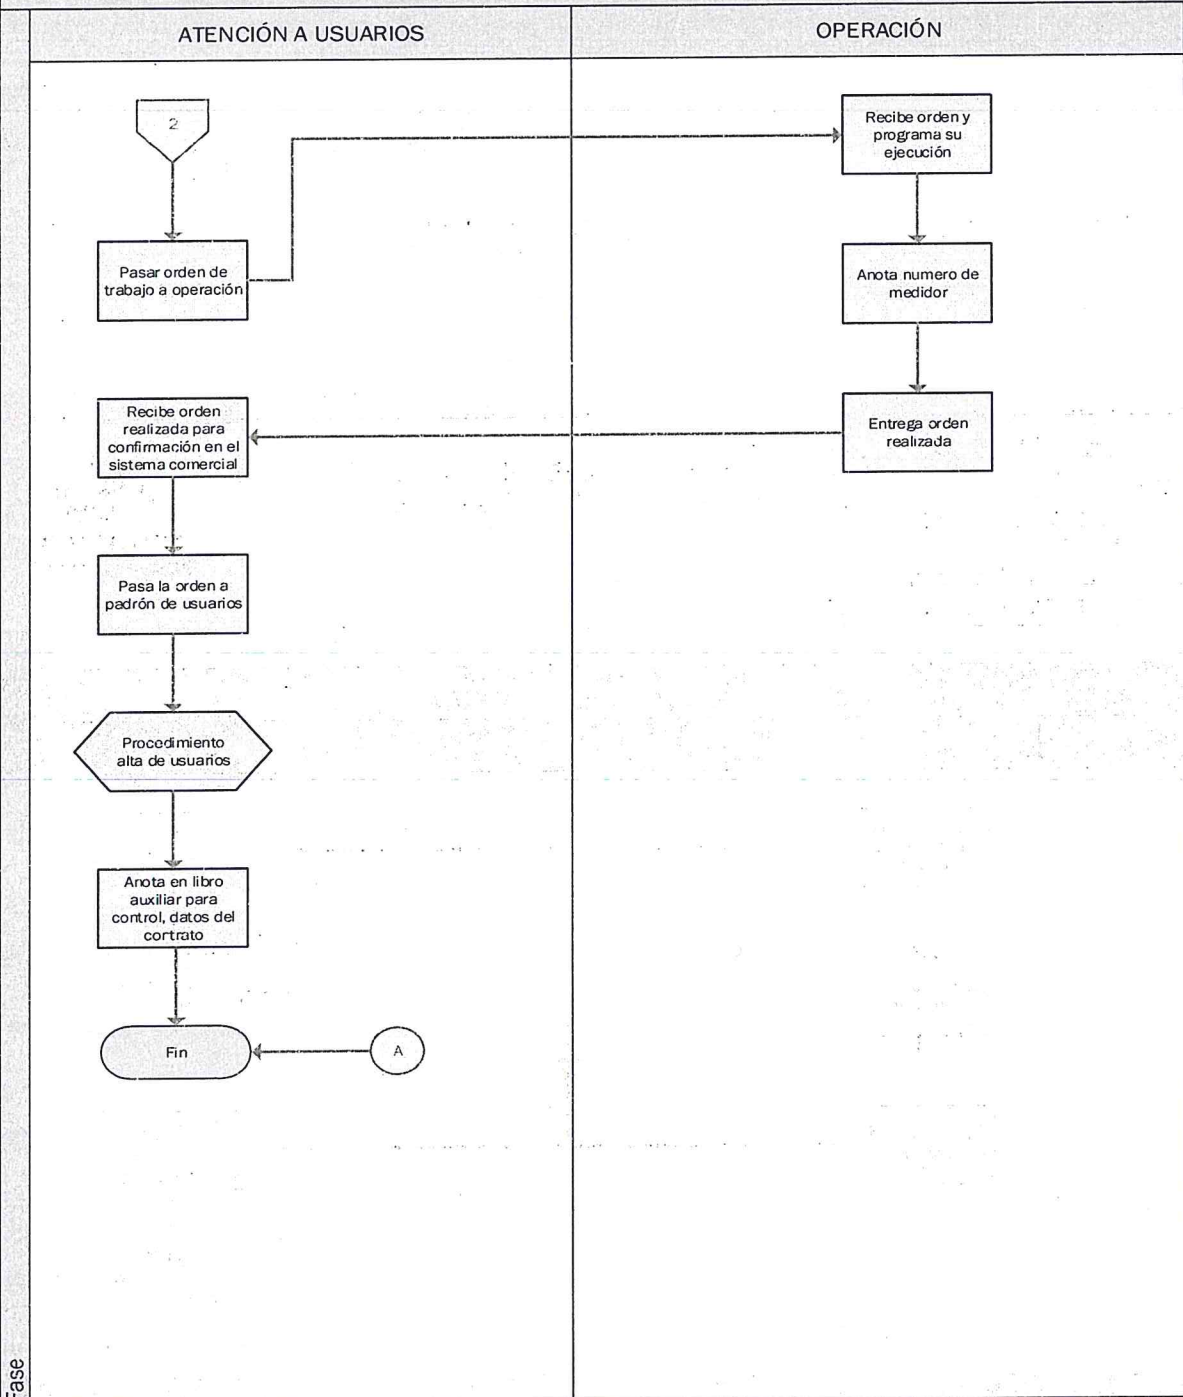 ATENCIÓN A USUARIOS
OPERACIÓN
2
Recibe orden y
programa su
ejecución
Pasar orden de
trabajo a operación
Anota numero de
medidor
Recibe orden
realizada para
confirmación en el
sistema comercial
Entrega orden
realizada
Pasa la orden a
padrón de usuarios
Procedimiento
alta de usuarios
Anota en libro
auxiliar para
control, datos del
cortrato
Fin
A
Fase